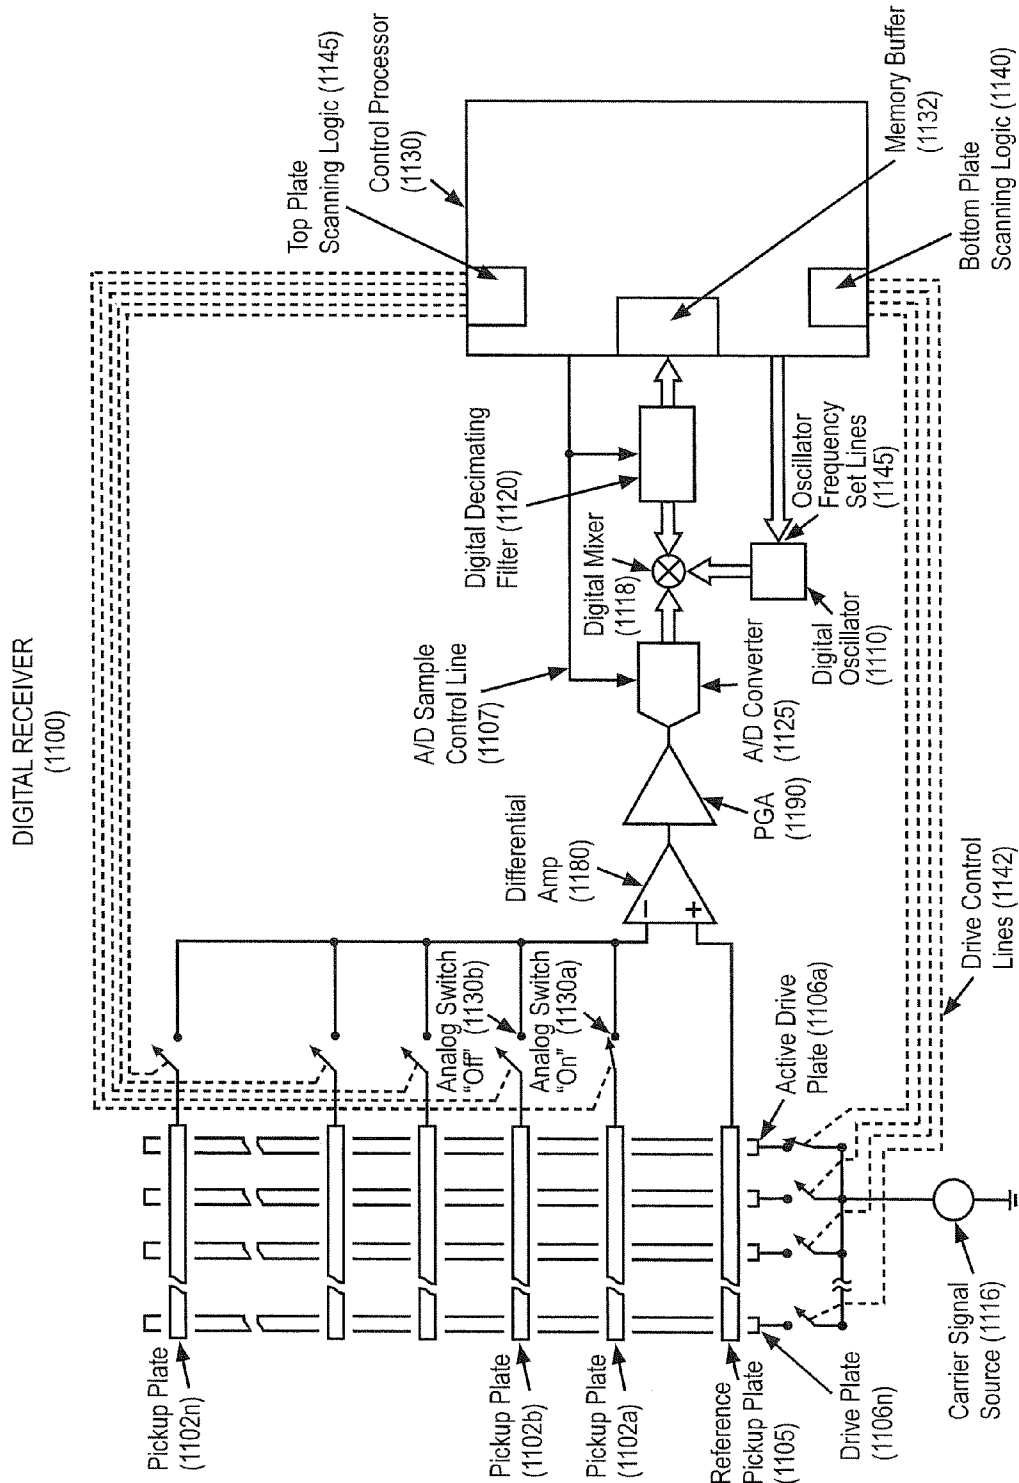 DIGITAL RECEIVER
(1100)
Top Plate
Scanning Logic (1145)
Control Processor
(1130)
Memory Buffer
(1132)
Bottom Plate
Scanning Logic (1140)
Digital Decimating
Filter (1120)
Oscillator
Frequency
Set Lines
(1145)
Digital Mixer
(1118)
Digital
Oscillator
(1110)
A/D Sample
Control Line
(1107)
A/D Converter
(1125)
PGA
(1190)
Differential
Amp
(1180)
−
+
Drive Control
Lines (1142)
Analog Switch
"Off" (1130b)
Analog Switch
"On" (1130a)
Active Drive
Plate (1106a)
Pickup Plate
(1102n)
Pickup Plate
(1102b)
Pickup Plate
(1102a)
Reference
Pickup Plate
(1105)
Drive Plate
(1106n)
Carrier Signal
Source (1116)